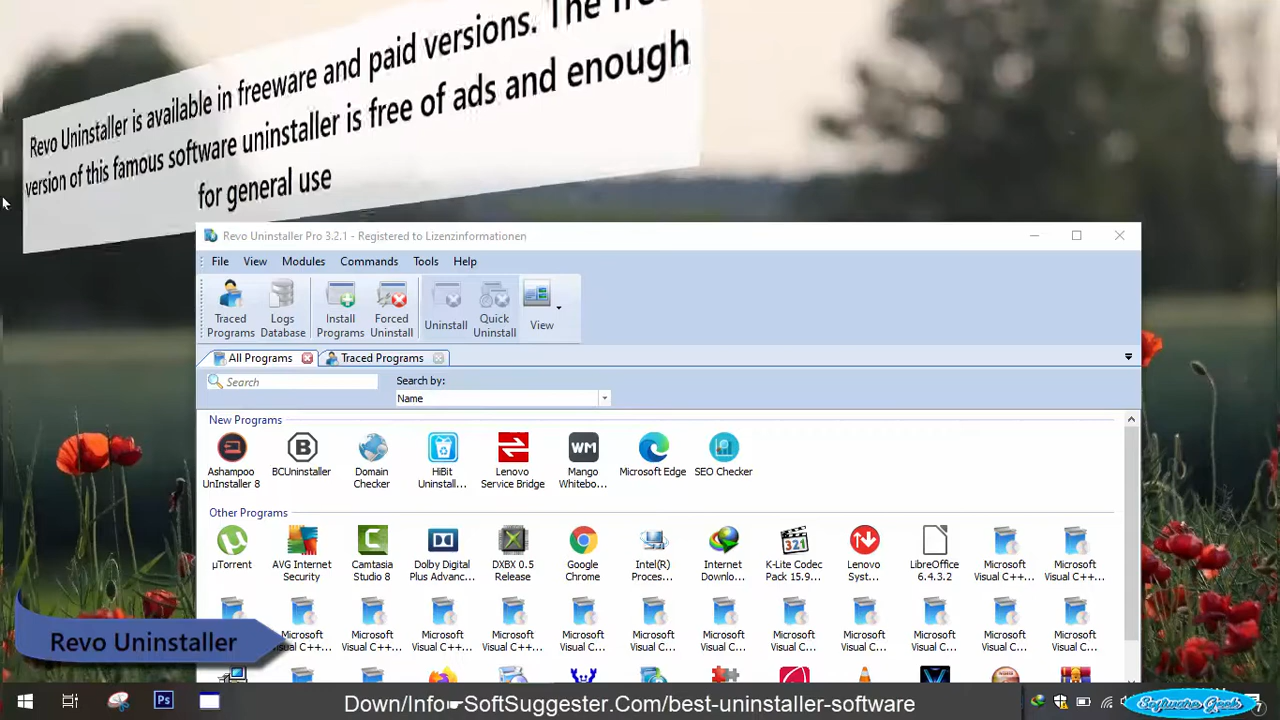 Revo Uninstaller is available in freeware and paid versions. The free
version of this famous software uninstaller is free of ads and enough
for general use
Revo Uninstaller Pro 3.2.1 - Registered to Lizenzinformationen
File View Modules Commands Tools Help
Traced Programs
Logs Database
Install Programs
Forced Uninstall
Uninstall
Quick Uninstall
View
All Programs
Traced Programs
Search
Search by:
Name
New Programs
Ashampoo UnInstaller 8
BCUninstaller
Domain Checker
HiBit Uninstall...
Lenovo Service Bridge
WM
Mango Whitebo...
Microsoft Edge
SEO Checker
Other Programs
µTorrent
AVG Internet Security
Camtasia Studio 8
Dolby Digital Plus Advanc...
DXBX 0.5 Release
Google Chrome
Intel(R) Proces...
Internet Downlo...
321
K-Lite Codec Pack 15.9...
Lenovo Syst...
LibreOffice 6.4.3.2
Microsoft Visual C++...
Microsoft Visual C++...
Microsoft Visual C++...
Microsoft Visual C++...
Microsoft Visual C++...
Microsoft Visual C...
Microsoft Visual C...
Microsoft Visual C...
Microsoft Visual C...
Microsoft Visual C...
Microsoft Visual C...
Microsoft Visual C...
Microsoft Visual C...
Revo Uninstaller
Ps
Down/Info☛SoftSuggester.Com/best-uninstaller-software
Software Geek
7